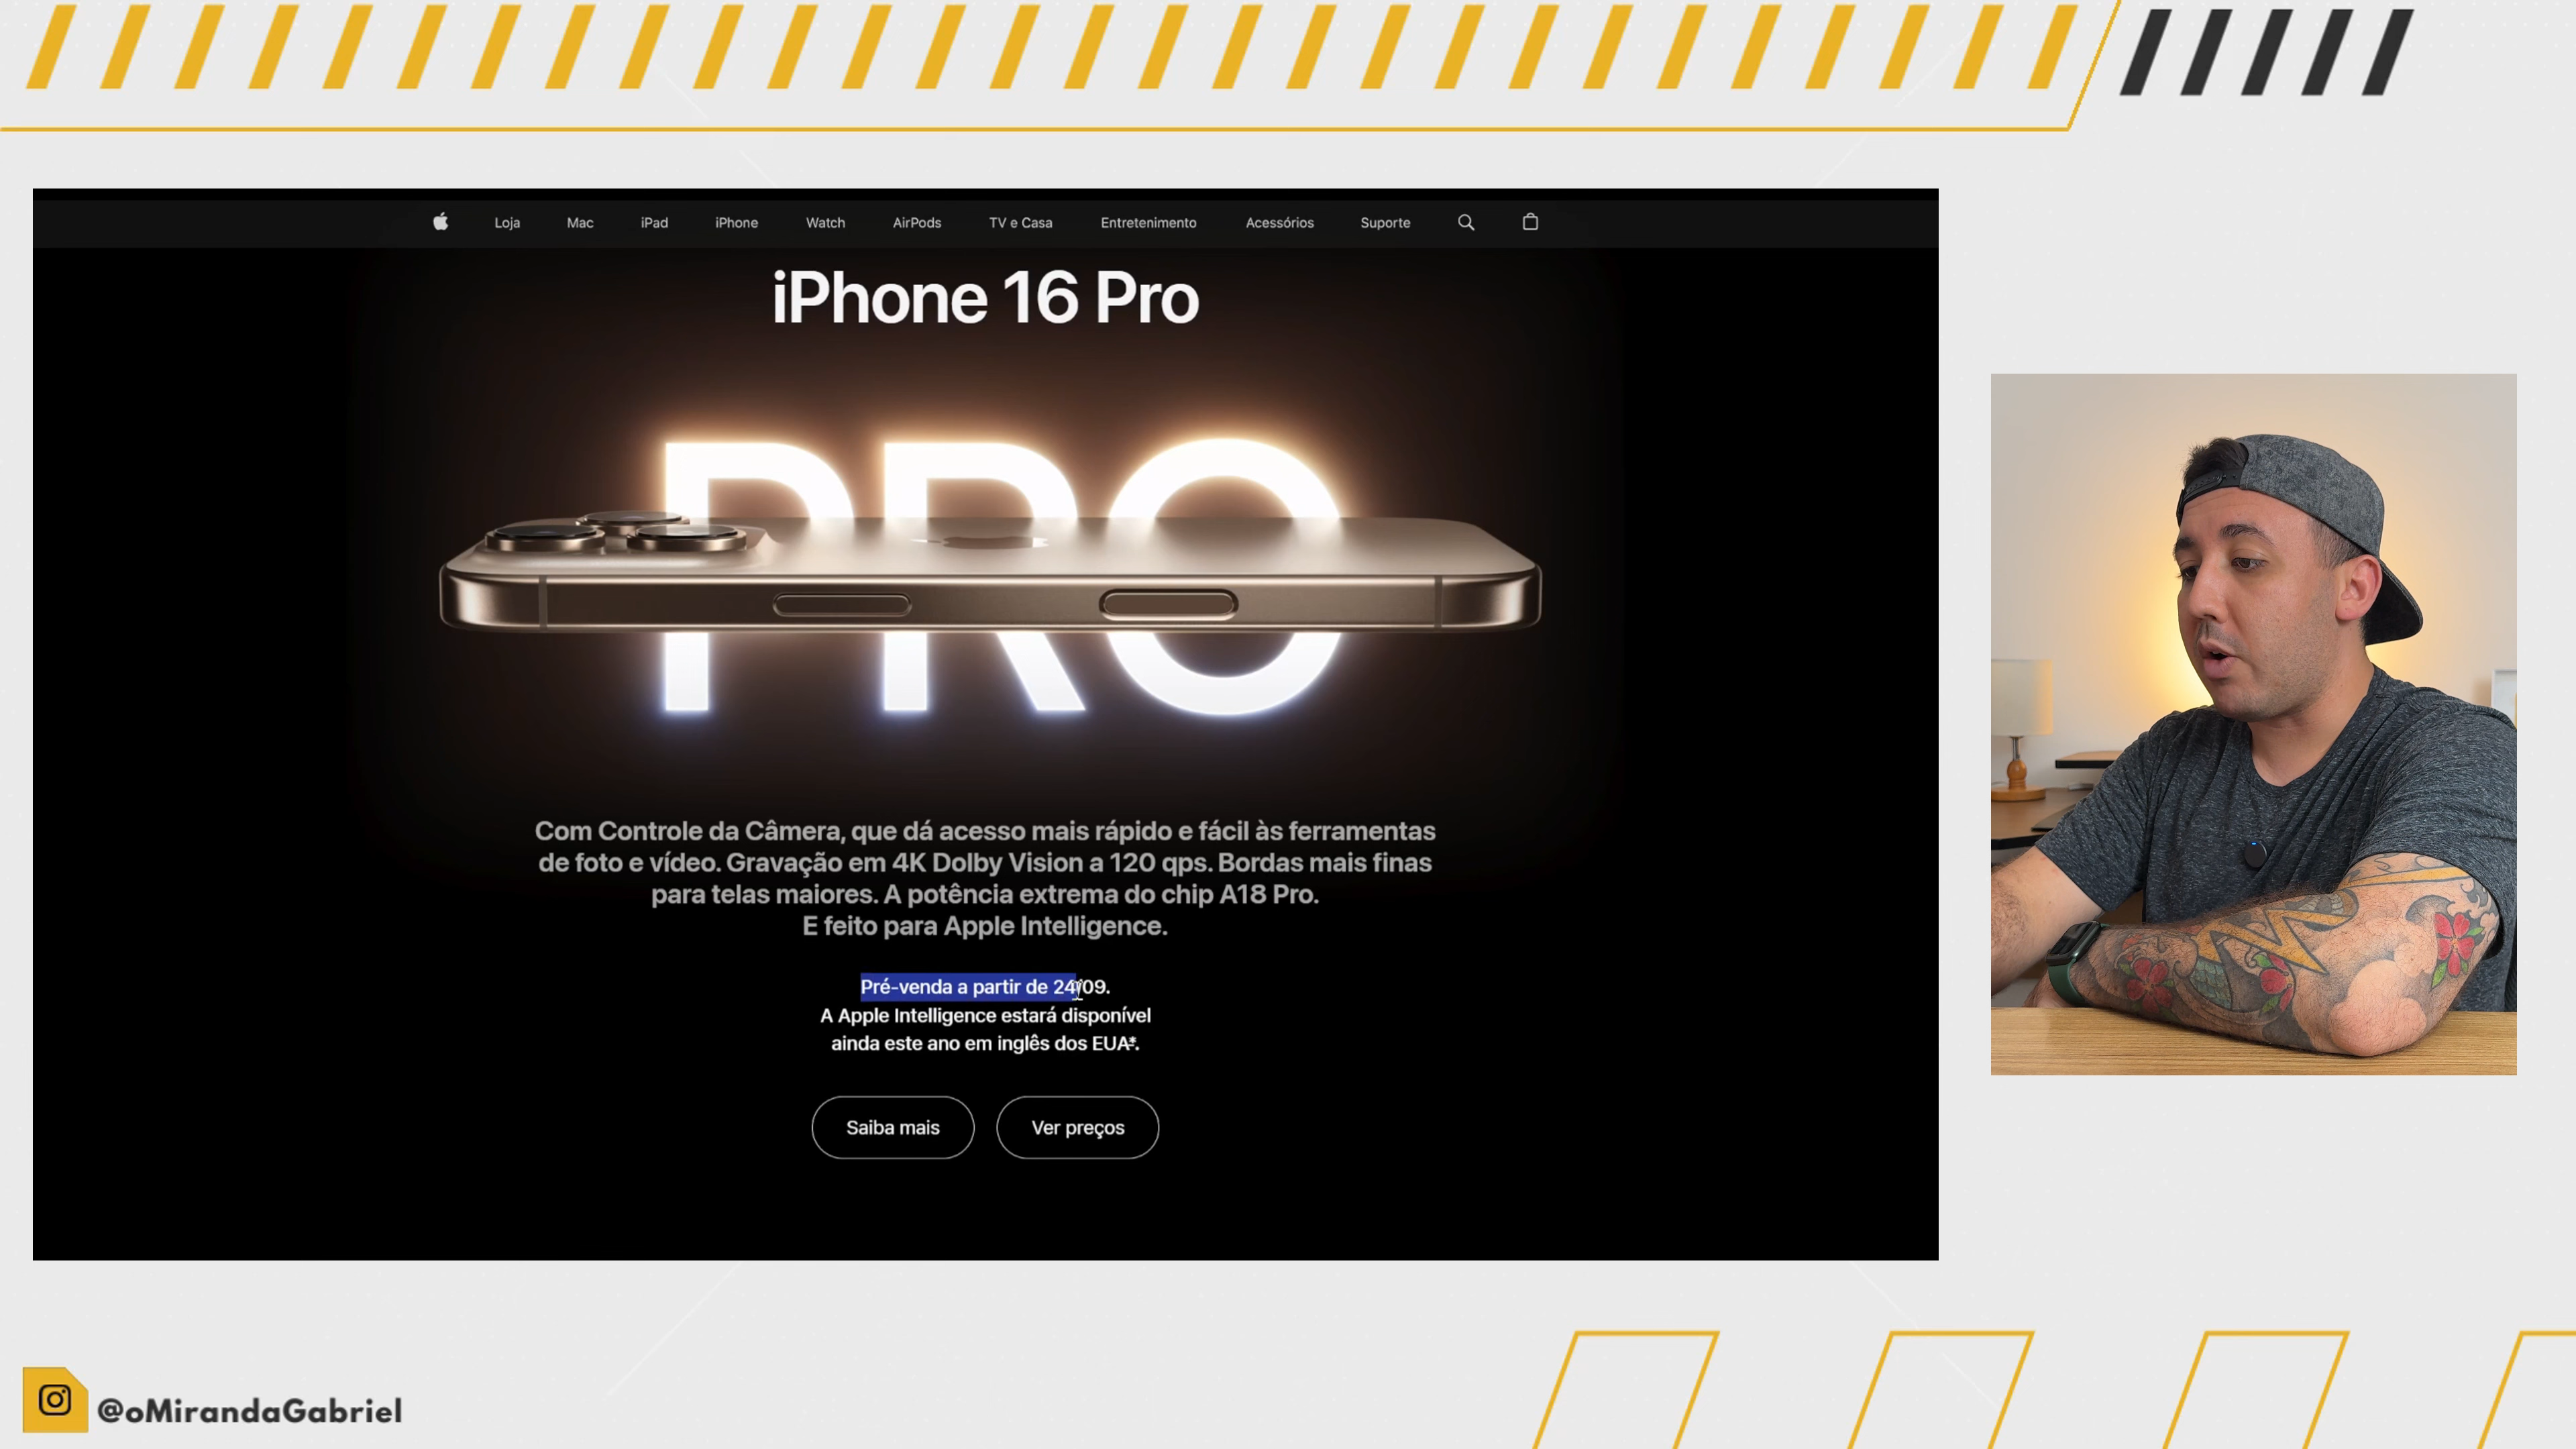 Loja Mac iPad iPhone Watch AirPods TV e Casa Entretenimento Acessórios Suporte
iPhone 16 Pro
PRO
Com Controle da Câmera, que dá acesso mais rápido e fácil às ferramentas
de foto e vídeo. Gravação em 4K Dolby Vision a 120 qps. Bordas mais finas
para telas maiores. A potência extrema do chip A18 Pro.
E feito para Apple Intelligence.
Pré-venda a partir de 24/09.
A Apple Intelligence estará disponível
ainda este ano em inglês dos EUA*.
Saiba mais
Ver preços
@oMirandaGabriel